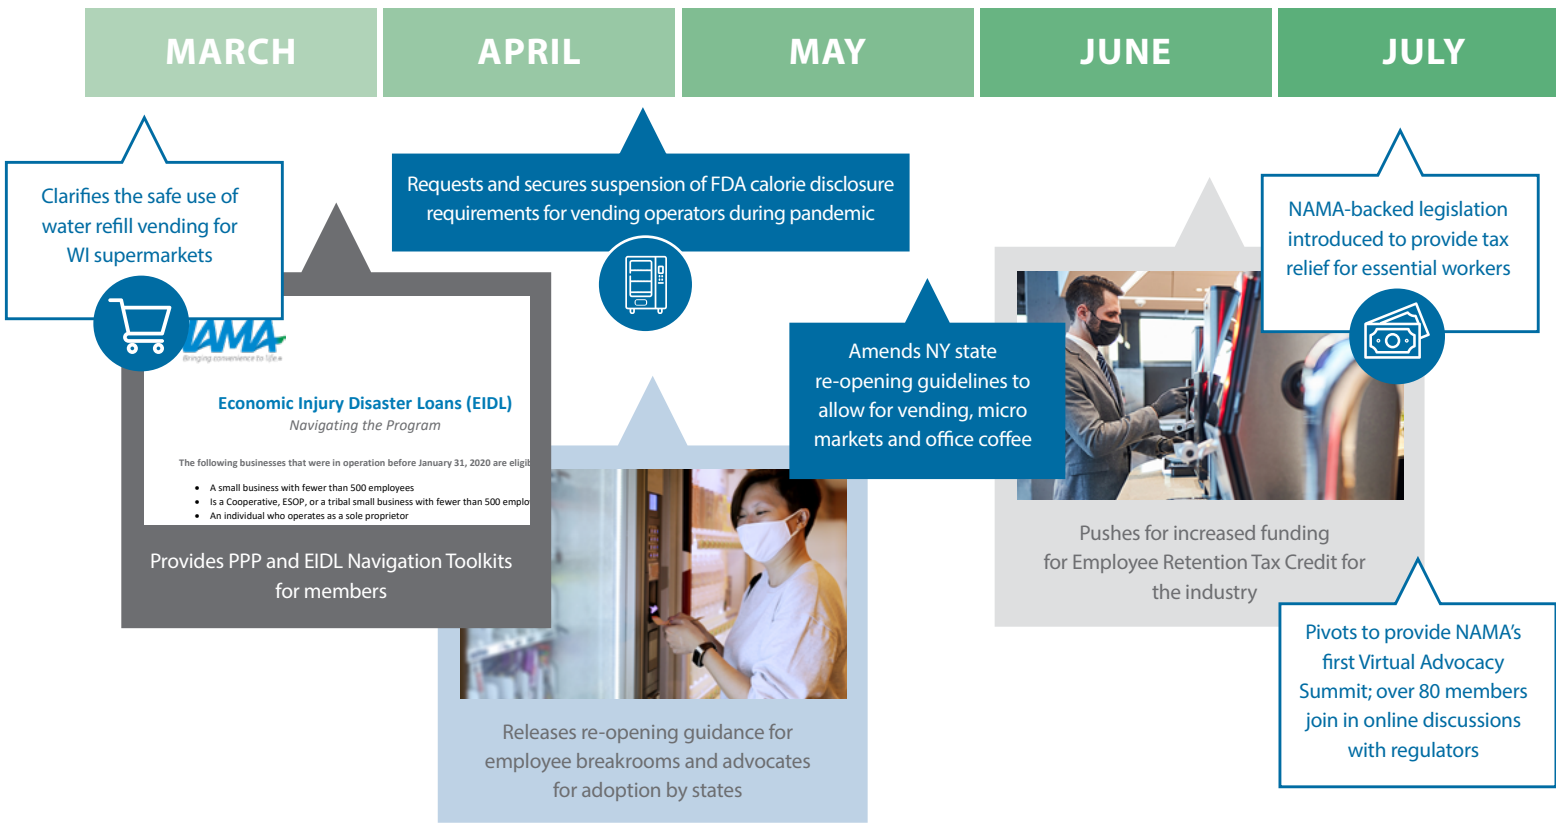 MARCH
APRIL
MAY
JUNE
JULY
Clarifies the safe use of
water refill vending for
WI supermarkets
Requests and secures suspension of FDA calorie disclosure
requirements for vending operators during pandemic
NAMA-backed legislation
introduced to provide tax
relief for essential workers
NAMA
Bringing convenience to life
Economic Injury Disaster Loans (EIDL)
Navigating the Program
The following businesses that were in operation before January 31, 2020 are eligib
• A small business with fewer than 500 employees
• Is a Cooperative, ESOP, or a tribal small business with fewer than 500 emplo
• An individual who operates as a sole proprietor
Provides PPP and EIDL Navigation Toolkits
for members
Amends NY state
re-opening guidelines to
allow for vending, micro
markets and office coffee
Pushes for increased funding
for Employee Retention Tax Credit for
the industry
Releases re-opening guidance for
employee breakrooms and advocates
for adoption by states
Pivots to provide NAMA's
first Virtual Advocacy
Summit; over 80 members
join in online discussions
with regulators